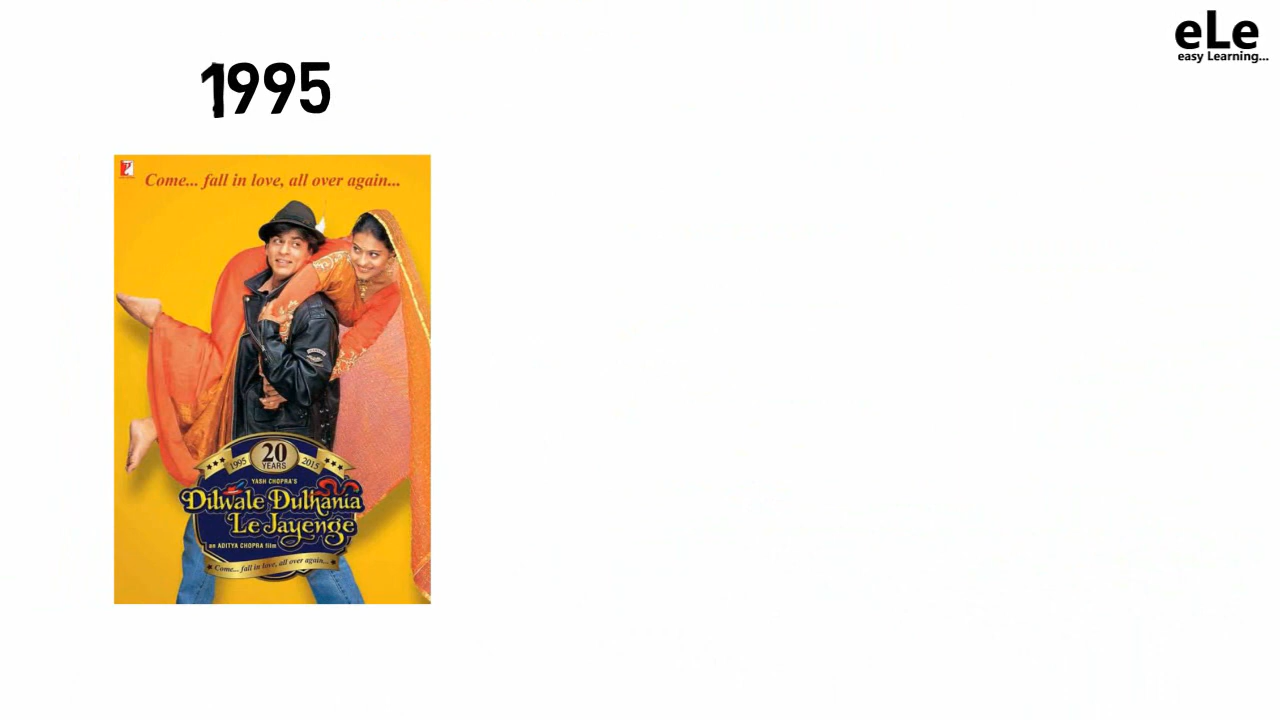 eLe
easy Learning...
1995
Come... fall in love, all over again...
1995 20 YEARS 2015
YASH CHOPRA'S
Dilwale Dulhania
Le Jayenge
an ADITYA CHOPRA film
Come... fall in love, all over again...